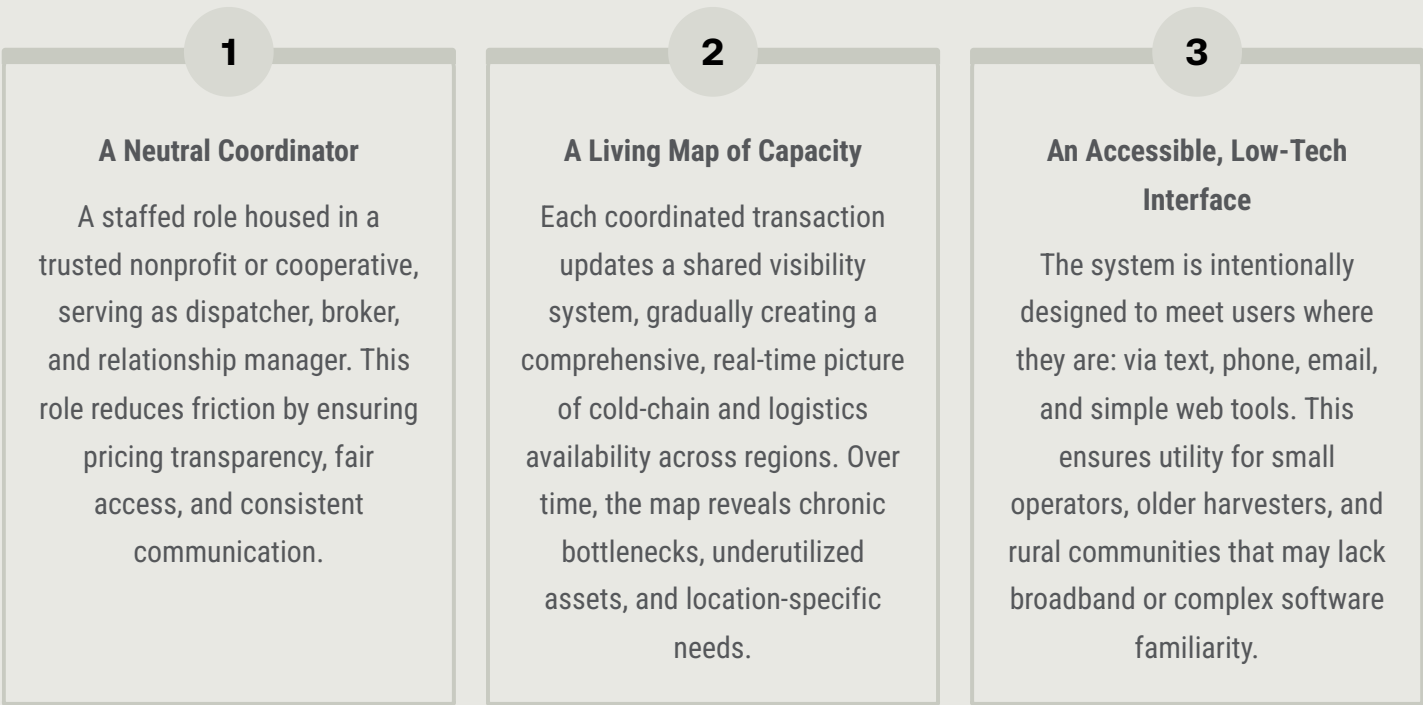 1
A Neutral Coordinator
A staffed role housed in a
trusted nonprofit or cooperative,
serving as dispatcher, broker,
and relationship manager. This
role reduces friction by ensuring
pricing transparency, fair
access, and consistent
communication.
2
A Living Map of Capacity
Each coordinated transaction
updates a shared visibility
system, gradually creating a
comprehensive, real-time picture
of cold-chain and logistics
availability across regions. Over
time, the map reveals chronic
bottlenecks, underutilized
assets, and location-specific
needs.
3
An Accessible, Low-Tech
Interface
The system is intentionally
designed to meet users where
they are: via text, phone, email,
and simple web tools. This
ensures utility for small
operators, older harvesters, and
rural communities that may lack
broadband or complex software
familiarity.